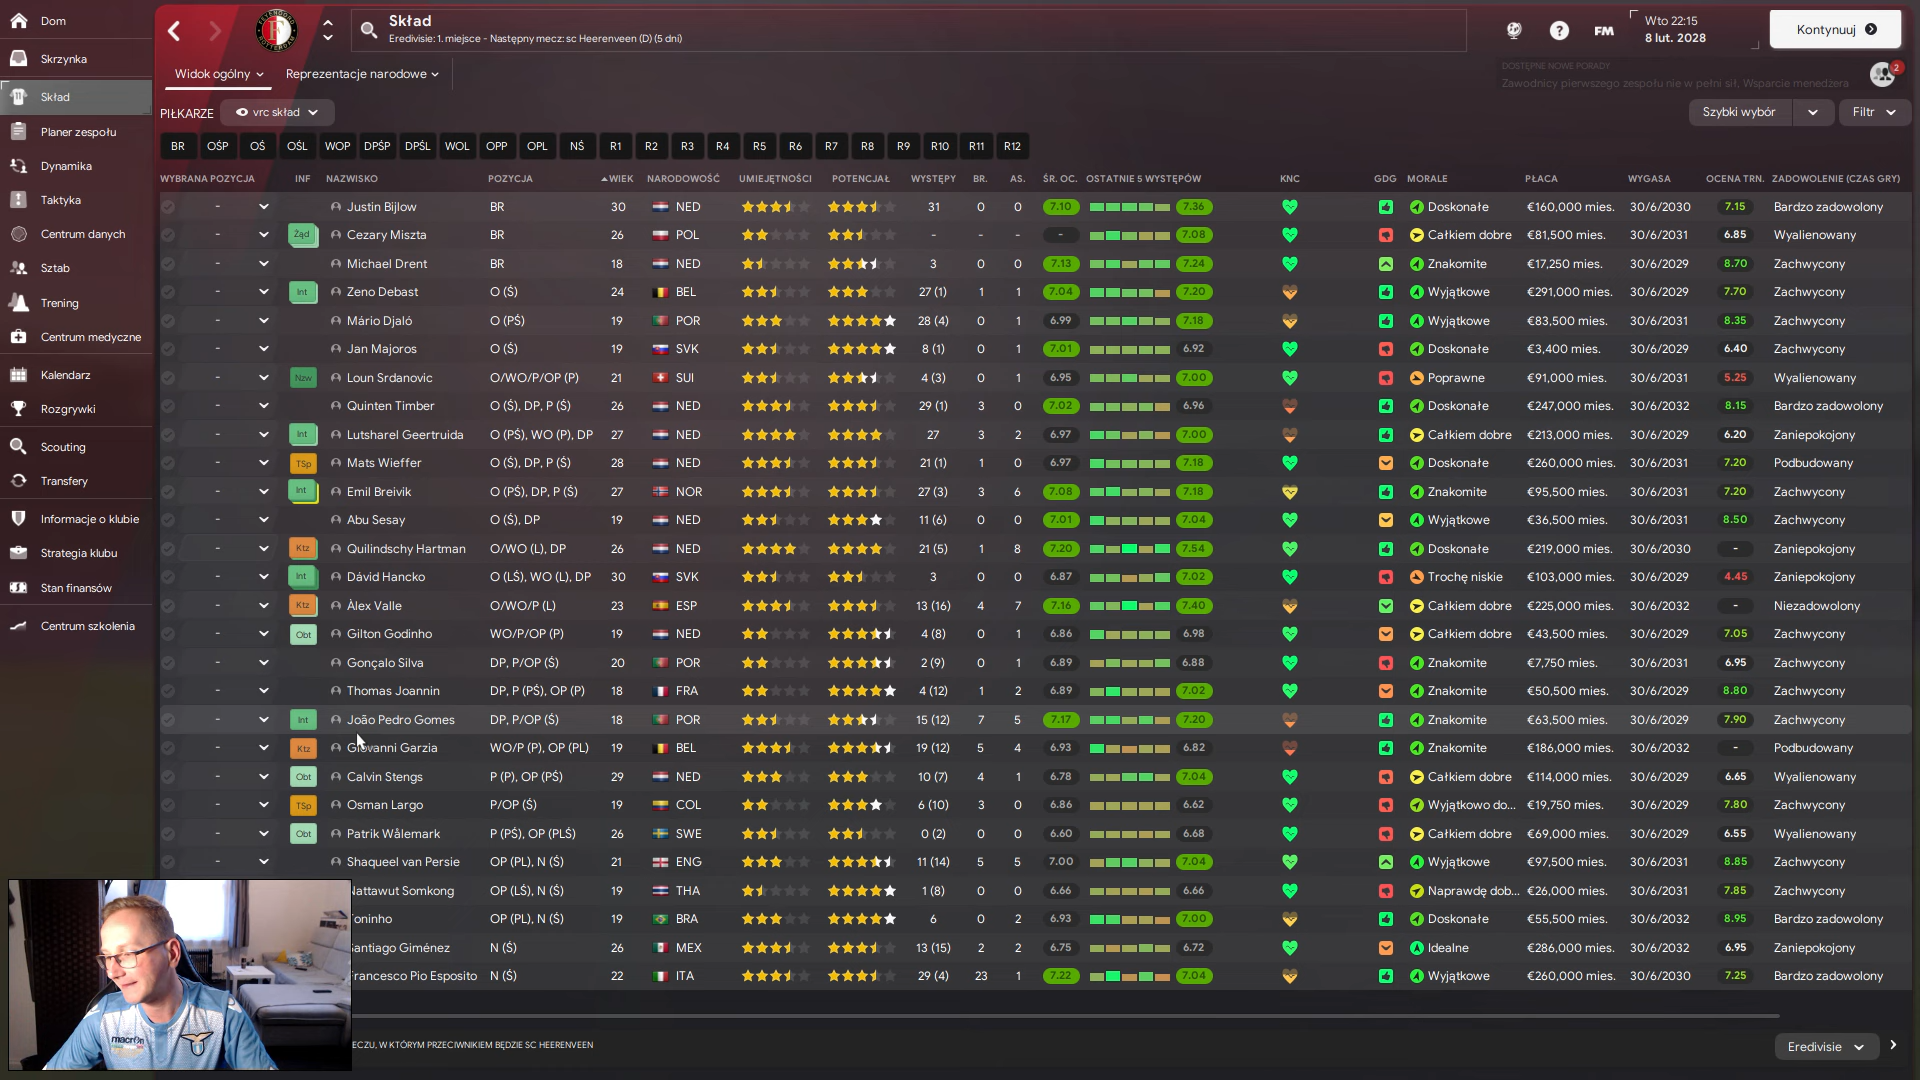 Dom
Skrzynka
Skład
Planer zespołu
Dynamika
Taktyka
Centrum danych
Sztab
Trening
Centrum medyczne
Kalendarz
Rozgrywki
Scouting
Transfery
Informacje o klubie
Strategia klubu
Stan finansów
Centrum szkolenia
Skład
Eredivisie: 1. miejsce - Następny mecz: sc Heerenveen (D) (5 dni)
FM
Wto 22:15
8 lut. 2028
Kontynuuj
Widok ogólny
Reprezentacje narodowe
DOSTĘPNE NOWE PORADY
Zawodnicy pierwszego zespołu nie w pełni sił. Wsparcie menedżera
2
PIŁKARZE
vrc skład
Szybki wybór
Filtr
BR OŚP OŚ OŚL WOP DPŚP DPŚL WOL OPP OPL NŚ R1 R2 R3 R4 R5 R6 R7 R8 R9 R10 R11 R12
WYBRANA POZYCJA INF NAZWISKO POZYCJA WIEK NARODOWOŚĆ UMIEJĘTNOŚCI POTENCJAŁ WYSTĘPY BR. AS. ŚR. OC. OSTATNIE 5 WYSTĘPÓW KNC GDG MORALE PŁACA WYGASA OCENA TRN. ZADOWOLENIE (CZAS GRY)
- Justin Bijlow BR 30 NED 31 0 0 7.10 7.36 Doskonałe €160,000 mies. 30/6/2030 7.15 Bardzo zadowolony
- Żąd Cezary Miszta BR 26 POL - - - - 7.08 Całkiem dobre €81,500 mies. 30/6/2031 6.85 Wyalienowany
- Michael Drent BR 18 NED 3 0 0 7.13 7.24 Znakomite €17,250 mies. 30/6/2029 8.70 Zachwycony
- Int Zeno Debast O (Ś) 24 BEL 27 (1) 1 1 7.04 7.20 Wyjątkowe €291,000 mies. 30/6/2029 7.70 Zachwycony
- Mário Djaló O (PŚ) 19 POR 28 (4) 0 1 6.99 7.18 Wyjątkowe €83,500 mies. 30/6/2031 8.35 Zachwycony
- Jan Majoros O (Ś) 19 SVK 8 (1) 0 1 7.01 6.92 Doskonałe €3,400 mies. 30/6/2029 6.40 Zachwycony
- Nzw Loun Srdanovic O/WO/P/OP (P) 21 SUI 4 (3) 0 1 6.95 7.00 Poprawne €91,000 mies. 30/6/2031 5.25 Wyalienowany
- Quinten Timber O (Ś), DP, P (Ś) 26 NED 29 (1) 3 0 7.02 6.96 Doskonałe €247,000 mies. 30/6/2032 8.15 Bardzo zadowolony
- Int Lutsharel Geertruida O (PŚ), WO (P), DP 27 NED 27 3 2 6.97 7.00 Całkiem dobre €213,000 mies. 30/6/2029 6.20 Zaniepokojony
- TSp Mats Wieffer O (Ś), DP, P (Ś) 28 NED 21 (1) 1 0 6.97 7.18 Doskonałe €260,000 mies. 30/6/2031 7.20 Podbudowany
- Int Emil Breivik O (PŚ), DP, P (Ś) 27 NOR 27 (3) 3 6 7.08 7.18 Znakomite €95,500 mies. 30/6/2031 7.20 Zachwycony
- Abu Sesay O (Ś), DP 19 NED 11 (6) 0 0 7.01 7.04 Wyjątkowe €36,500 mies. 30/6/2031 8.50 Zachwycony
- Ktz Quilindschy Hartman O/WO (L), DP 26 NED 21 (5) 1 8 7.20 7.54 Doskonałe €219,000 mies. 30/6/2030 - Zaniepokojony
- Int Dávid Hancko O (LŚ), WO (L), DP 30 SVK 3 0 0 6.87 7.02 Trochę niskie €103,000 mies. 30/6/2029 4.45 Zaniepokojony
- Ktz Àlex Valle O/WO/P (L) 23 ESP 13 (16) 4 7 7.16 7.40 Całkiem dobre €225,000 mies. 30/6/2032 - Niezadowolony
- Obt Gilton Godinho WO/P/OP (P) 19 NED 4 (8) 0 1 6.86 6.98 Całkiem dobre €43,500 mies. 30/6/2029 7.05 Zachwycony
- Gonçalo Silva DP, P/OP (Ś) 20 POR 2 (9) 0 1 6.89 6.88 Znakomite €7,750 mies. 30/6/2031 6.95 Zachwycony
- Thomas Joannin DP, P (PŚ), OP (P) 18 FRA 4 (12) 1 2 6.89 7.02 Znakomite €50,500 mies. 30/6/2029 8.80 Zachwycony
- Int João Pedro Gomes DP, P/OP (Ś) 18 POR 15 (12) 7 5 7.17 7.20 Znakomite €63,500 mies. 30/6/2029 7.90 Zachwycony
- Ktz Giovanni Garzia WO/P (P), OP (PL) 19 BEL 19 (12) 5 4 6.93 6.82 Znakomite €186,000 mies. 30/6/2032 - Podbudowany
- Obt Calvin Stengs P (P), OP (PŚ) 29 NED 10 (7) 4 1 6.78 7.04 Całkiem dobre €114,000 mies. 30/6/2029 6.65 Wyalienowany
- TSp Osman Largo P/OP (Ś) 19 COL 6 (10) 3 0 6.86 6.62 Wyjątkowo do... €19,750 mies. 30/6/2029 7.80 Zachwycony
- Obt Patrik Wålemark P (PŚ), OP (PLŚ) 26 SWE 0 (2) 0 0 6.60 6.68 Całkiem dobre €69,000 mies. 30/6/2029 6.55 Wyalienowany
- Shaqueel van Persie OP (PL), N (Ś) 21 ENG 11 (14) 5 5 7.00 7.04 Wyjątkowe €97,500 mies. 30/6/2031 8.85 Zachwycony
Nattawut Somkong OP (LŚ), N (Ś) 19 THA 1 (8) 0 0 6.66 6.66 Naprawdę dob... €26,000 mies. 30/6/2031 7.85 Zachwycony
Toninho OP (PL), N (Ś) 19 BRA 6 0 2 6.93 7.00 Doskonałe €55,500 mies. 30/6/2032 8.95 Bardzo zadowolony
Santiago Giménez N (Ś) 26 MEX 13 (15) 2 2 6.75 6.72 Idealne €286,000 mies. 30/6/2032 6.95 Zaniepokojony
Francesco Pio Esposito N (Ś) 22 ITA 29 (4) 23 1 7.22 7.04 Wyjątkowe €260,000 mies. 30/6/2030 7.25 Bardzo zadowolony
ECZU, W KTÓRYM PRZECIWNIKIEM BĘDZIE SC HEERENVEEN
Eredivisie
macron